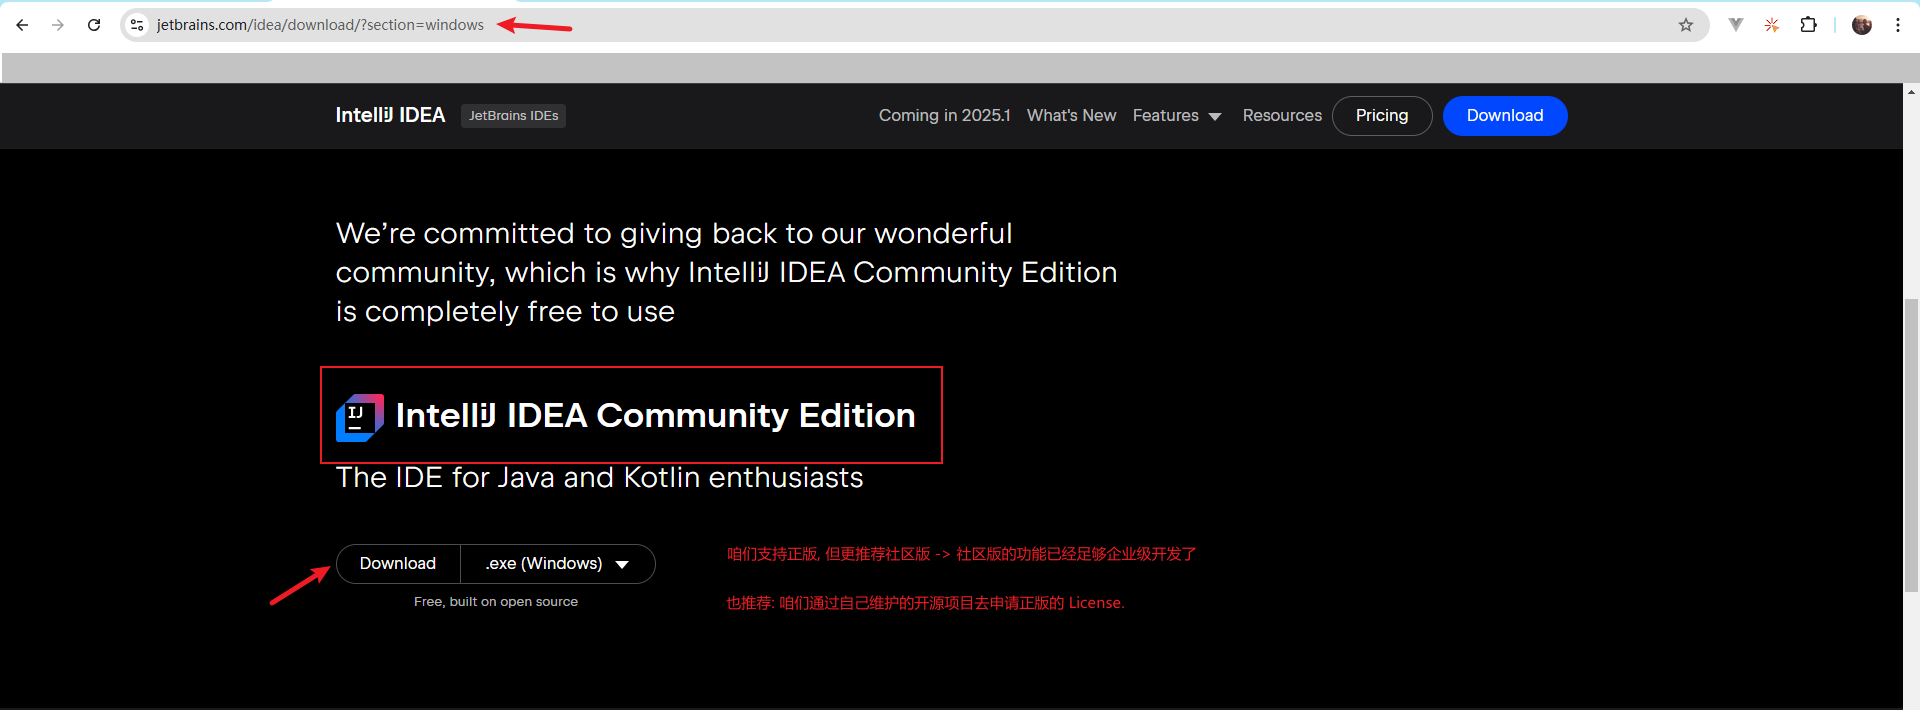 jetbrains.com/idea/download/?section=windows
IntelliJ IDEA
JetBrains IDEs
Coming in 2025.1
What's New
Features
Resources
Pricing
Download
We’re committed to giving back to our wonderful
community, which is why IntelliJ IDEA Community Edition
is completely free to use
IJ
IntelliJ IDEA Community Edition
The IDE for Java and Kotlin enthusiasts
Download
.exe (Windows)
Free, built on open source
咱们支持正版, 但更推荐社区版 -> 社区版的功能已经足够企业级开发了
也推荐: 咱们通过自己维护的开源项目去申请正版的 License.